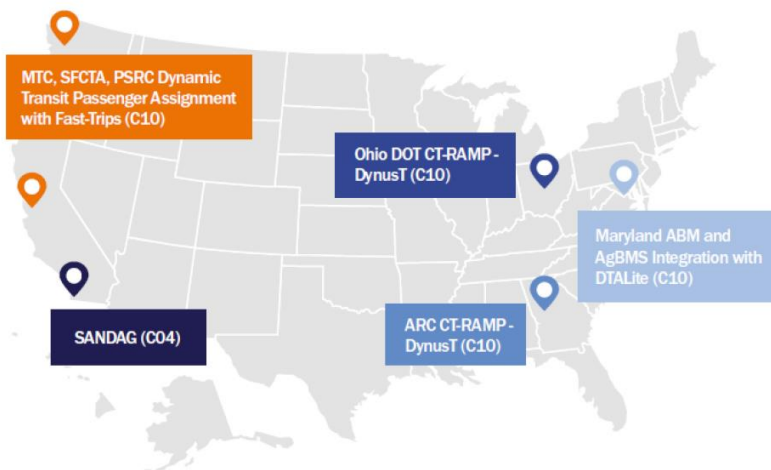 MTC, SFCTA, PSRC Dynamic
Transit Passenger Assignment
with Fast-Trips (C10)
Ohio DOT CT-RAMP -
DynusT (C10)
Maryland ABM and
AgBMS Integration with
DTALite (C10)
SANDAG (C04)
ARC CT-RAMP -
DynusT (C10)